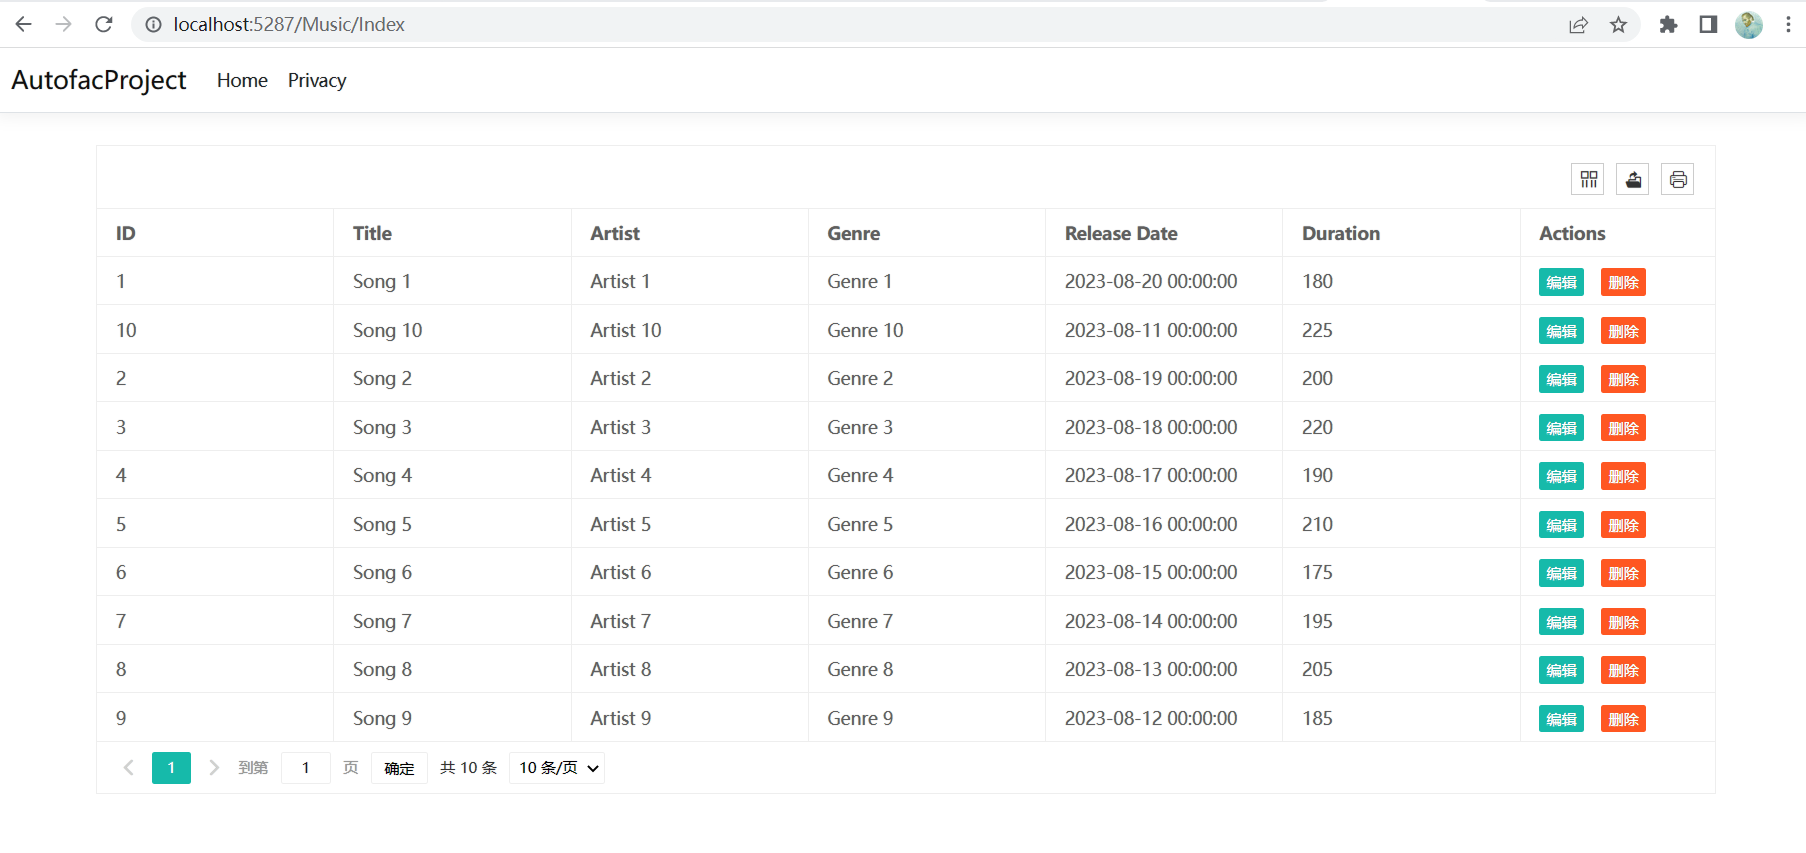 localhost:5287/Music/Index
AutofacProject Home Privacy
ID Title Artist Genre Release Date Duration Actions
1 Song 1 Artist 1 Genre 1 2023-08-20 00:00:00 180 编辑 删除
10 Song 10 Artist 10 Genre 10 2023-08-11 00:00:00 225 编辑 删除
2 Song 2 Artist 2 Genre 2 2023-08-19 00:00:00 200 编辑 删除
3 Song 3 Artist 3 Genre 3 2023-08-18 00:00:00 220 编辑 删除
4 Song 4 Artist 4 Genre 4 2023-08-17 00:00:00 190 编辑 删除
5 Song 5 Artist 5 Genre 5 2023-08-16 00:00:00 210 编辑 删除
6 Song 6 Artist 6 Genre 6 2023-08-15 00:00:00 175 编辑 删除
7 Song 7 Artist 7 Genre 7 2023-08-14 00:00:00 195 编辑 删除
8 Song 8 Artist 8 Genre 8 2023-08-13 00:00:00 205 编辑 删除
9 Song 9 Artist 9 Genre 9 2023-08-12 00:00:00 185 编辑 删除
1 到第 1 页 确定 共 10 条 10 条/页